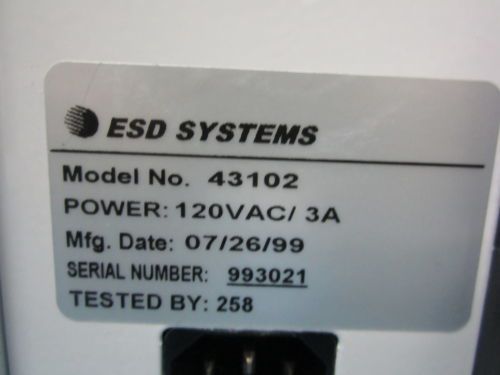 ESD SYSTEMS
Model No. 43102
POWER: 120VAC/ 3A
Mfg. Date: 07/26/99
SERIAL NUMBER: 993021
TESTED BY: 258